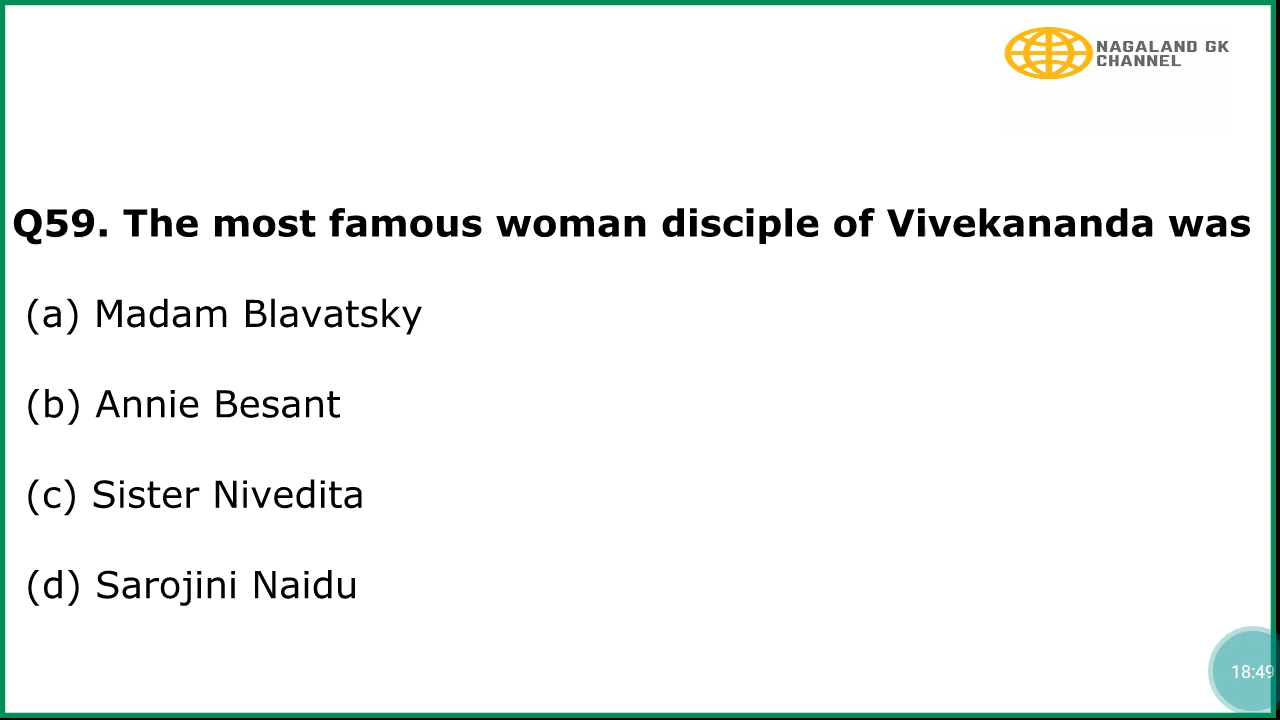 NAGALAND GK
CHANNEL
Q59. The most famous woman disciple of Vivekananda was
(a) Madam Blavatsky
(b) Annie Besant
(c) Sister Nivedita
(d) Sarojini Naidu
18:49